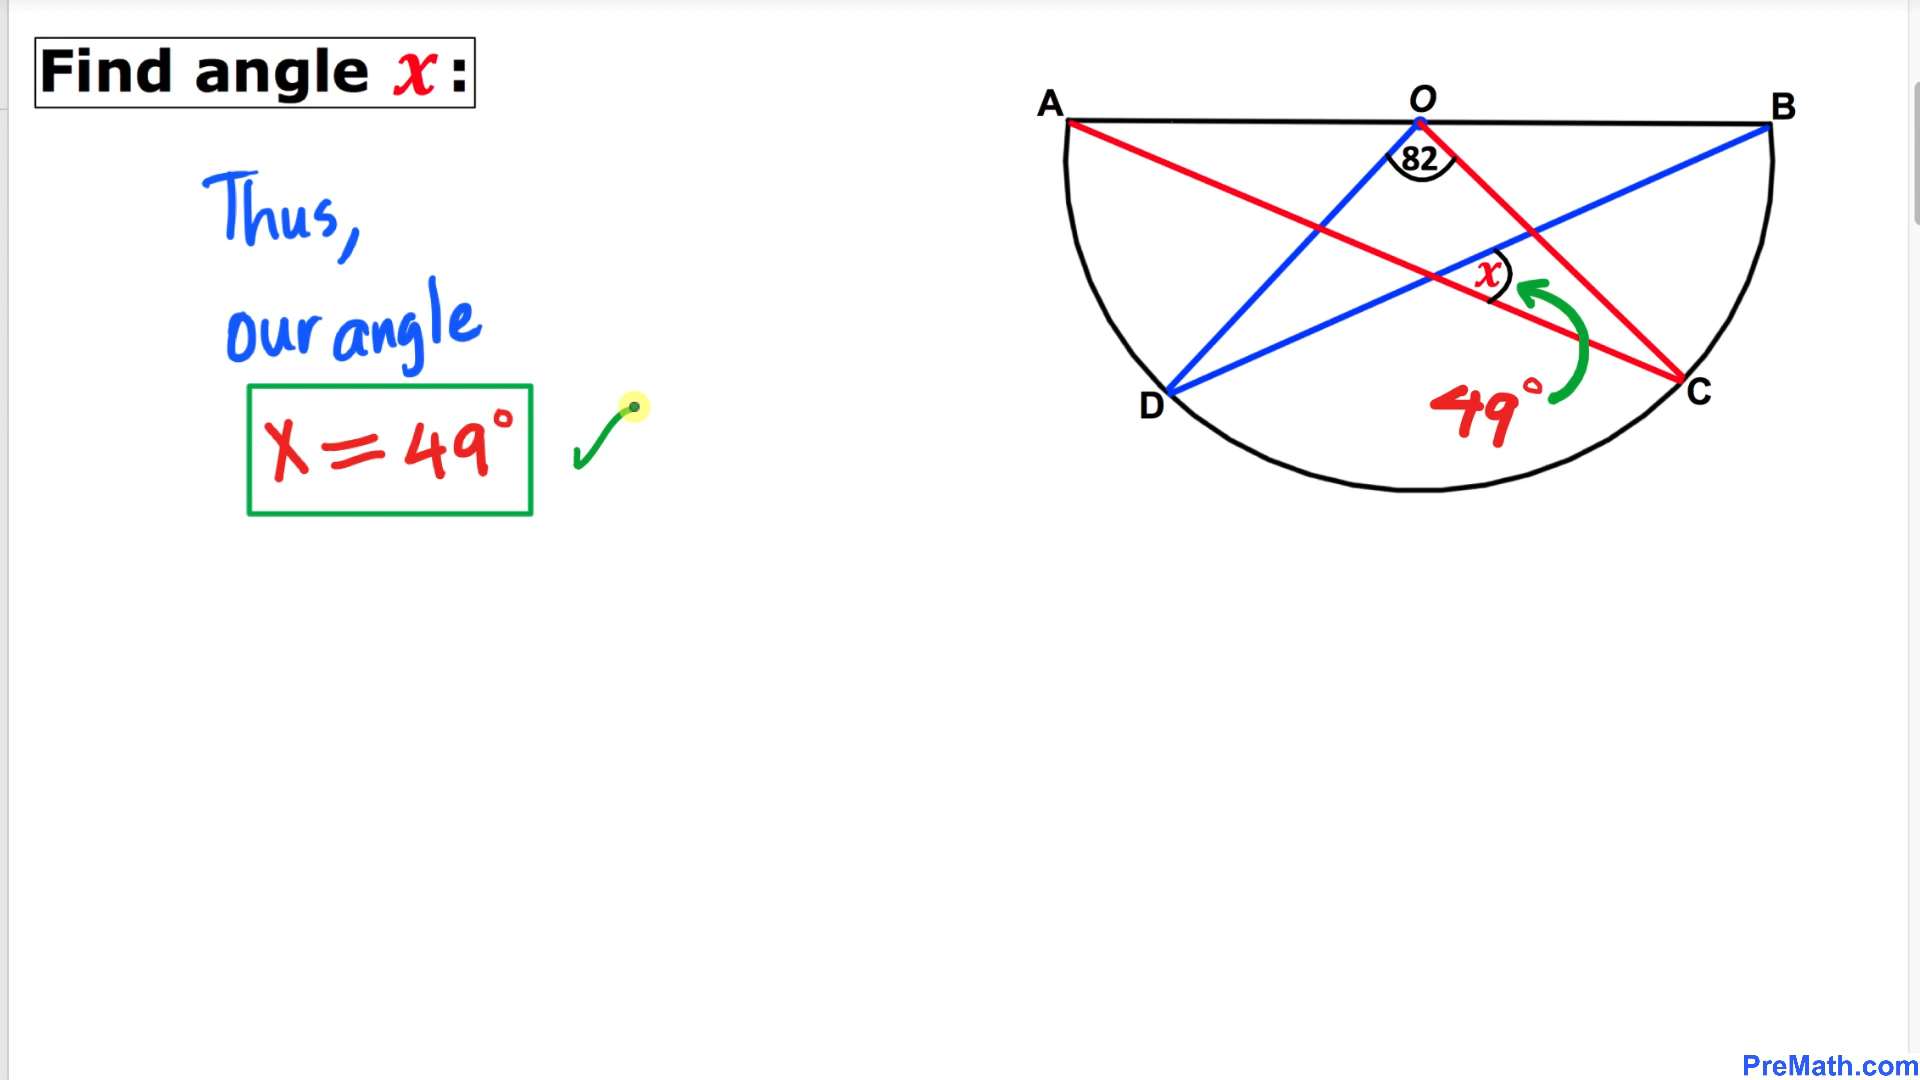 Find angle x:
A
O
B
82
Thus,
x
our angle
D
C
49°
X = 49°
PreMath.com